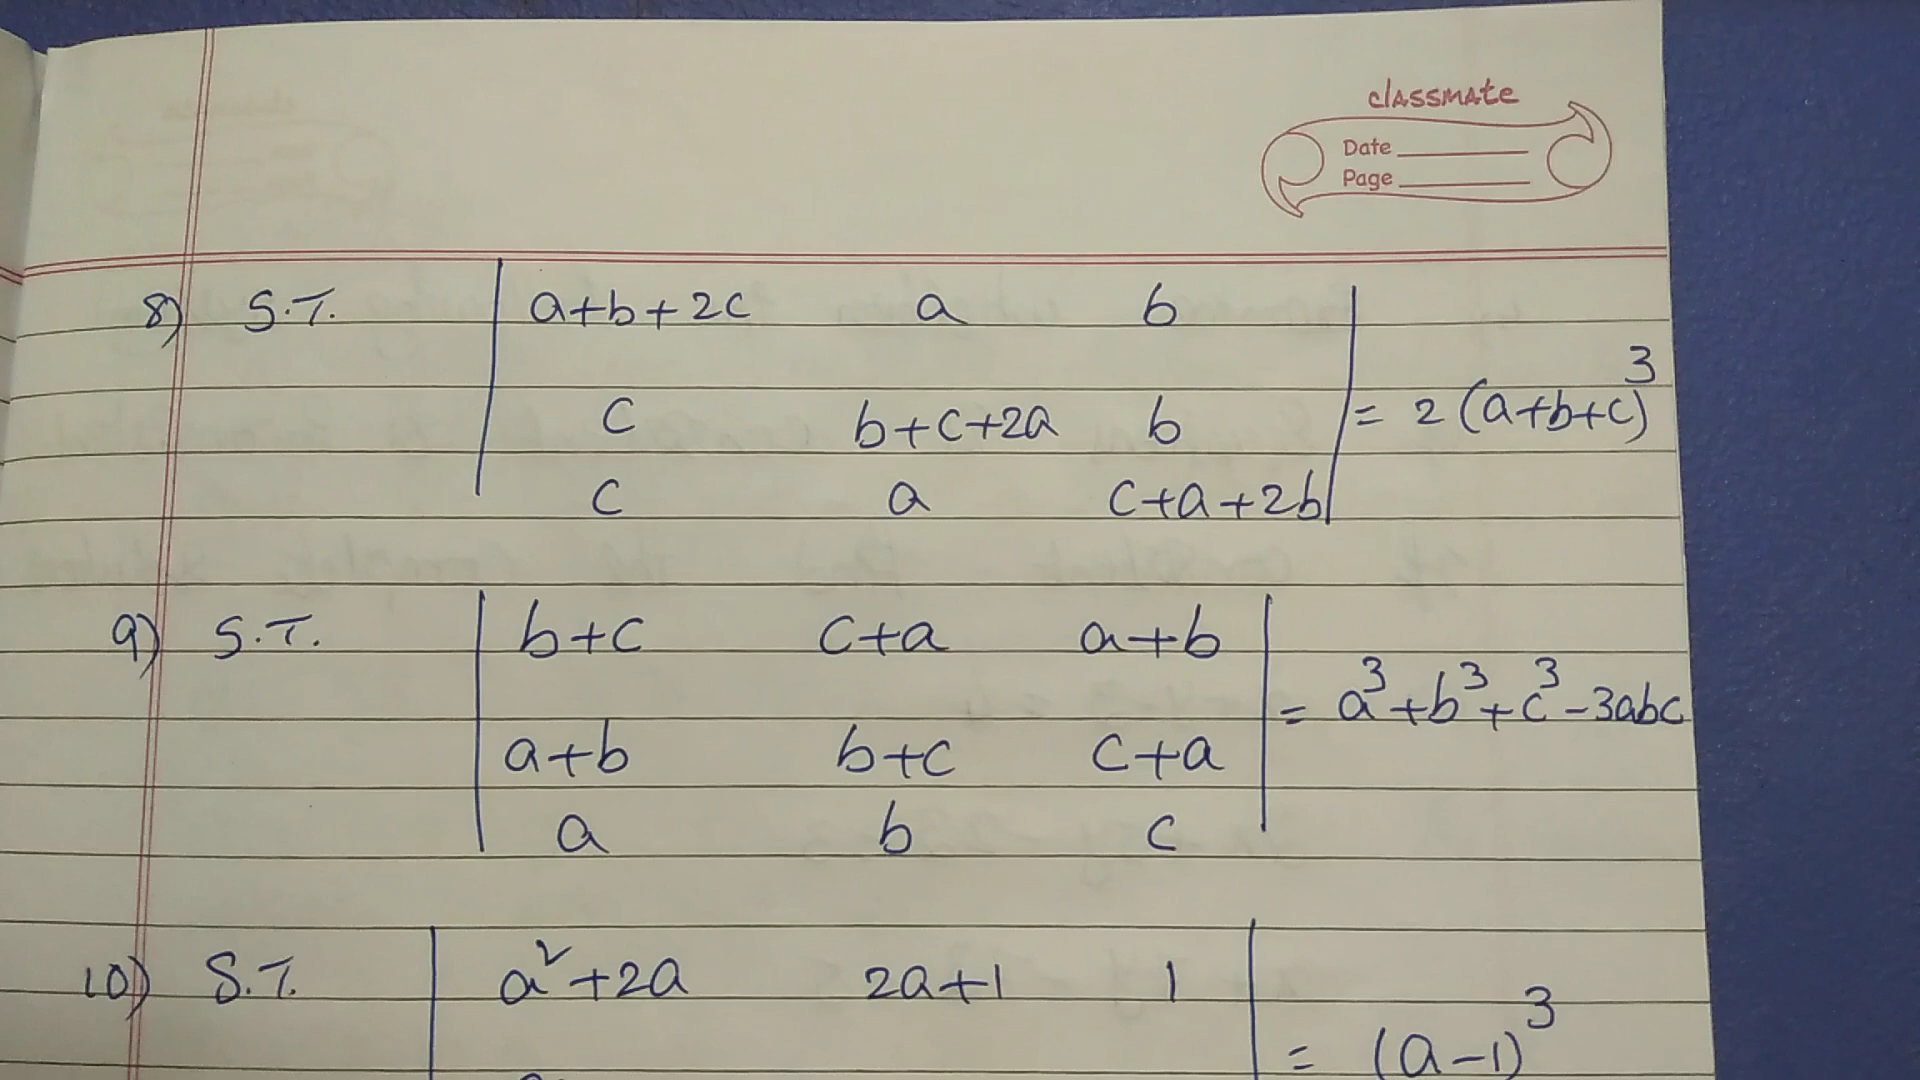 classmate
Date
Page
8) S.T. | a+b+2c a b |
| c b+c+2a b | = 2(a+b+c)³
| c a c+a+2b |
9) S.T. | b+c c+a a+b |
| a+b b+c c+a | = a³+b³+c³-3abc
| a b c |
10) S.T. | a²+2a 2a+1 1 |
= (a-1)³